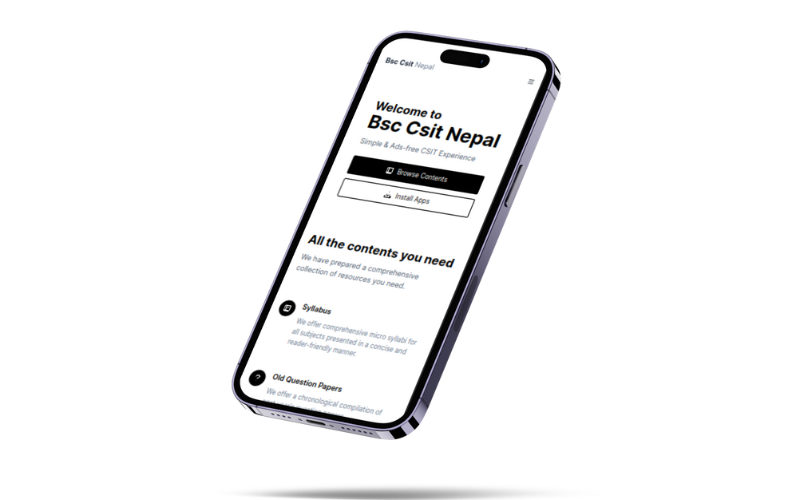 Bsc Csit Nepal
Welcome to
Bsc Csit Nepal
Simple & Ads-free CSIT Experience
Browse Contents
Install Apps
All the contents you need
We have prepared a comprehensive
collection of resources you need.
Syllabus
We offer comprehensive micro syllabi for
all subjects presented in a concise and
reader-friendly manner.
Old Question Papers
We offer a chronological compilation of